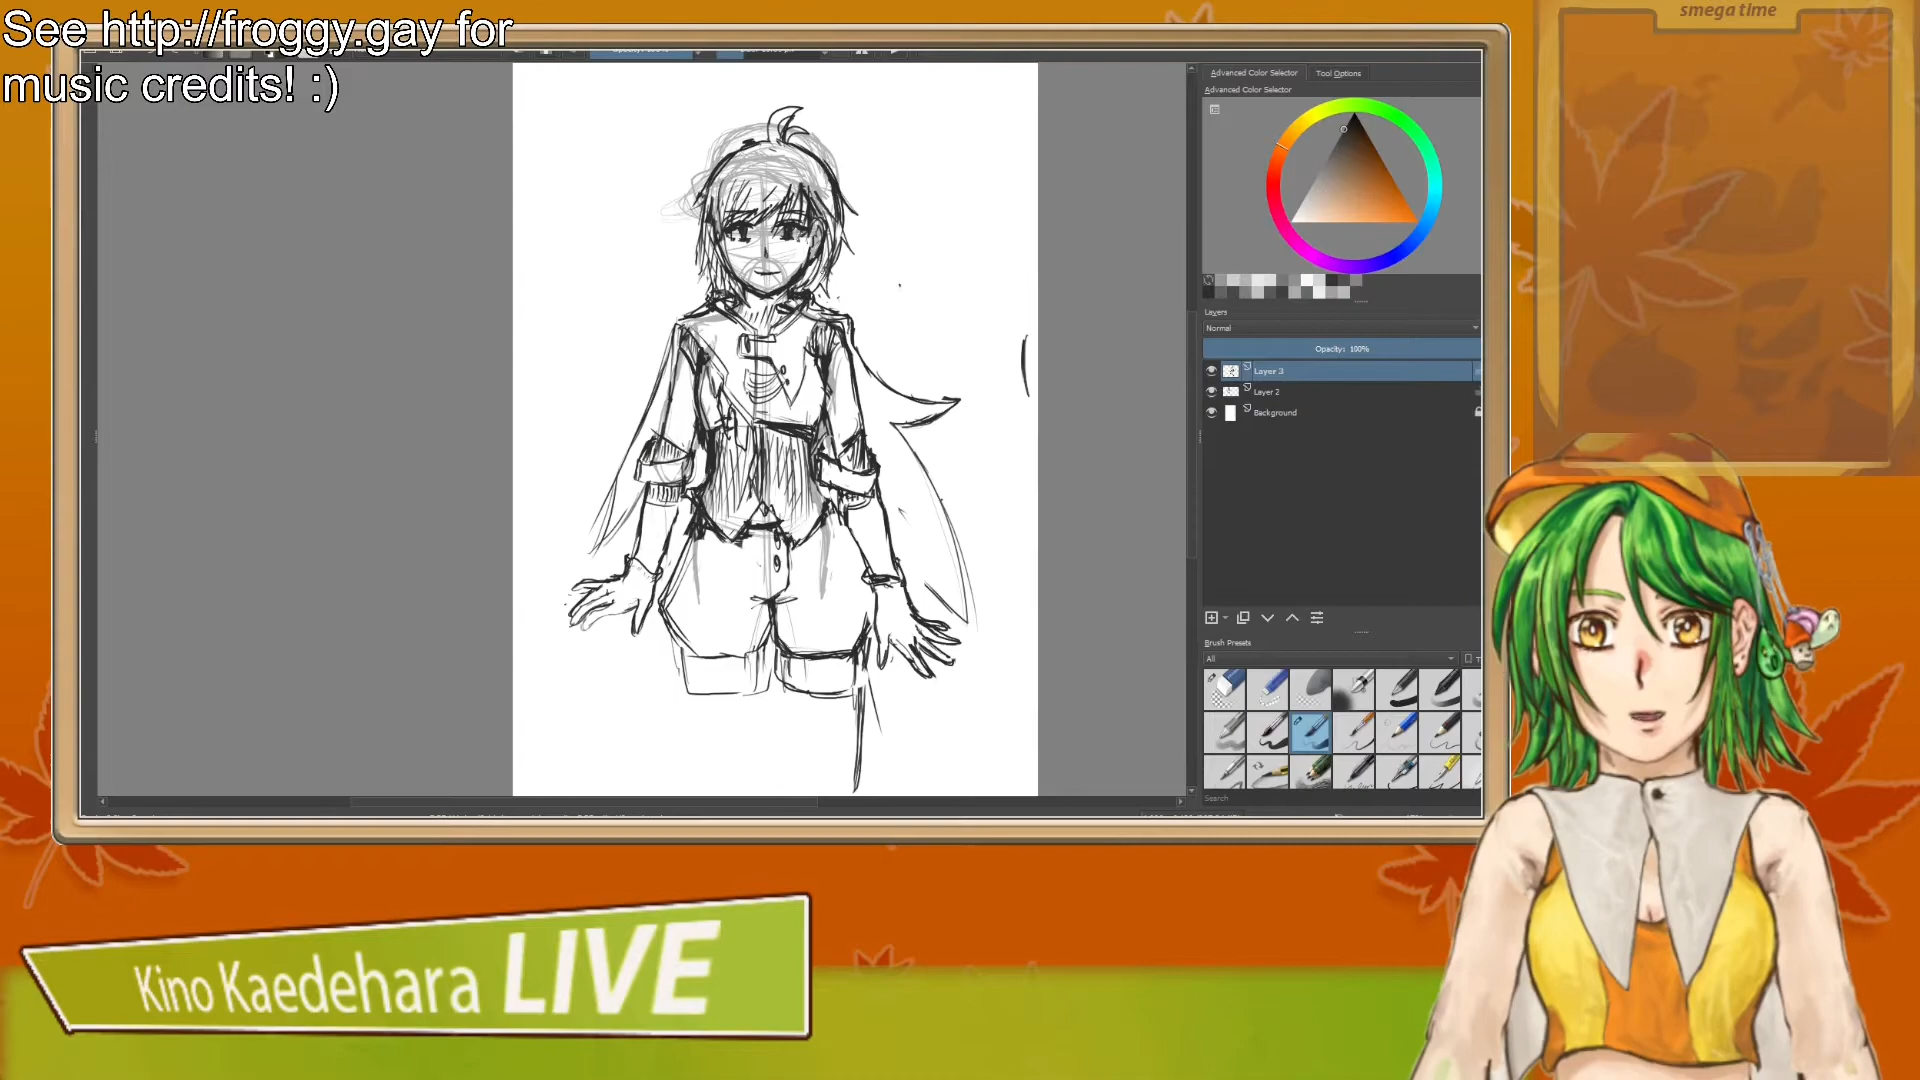 See http://froggy.gay for
music credits! :)
smega time
Advanced Color Selector
Tool Options
Advanced Color Selector
Layers
Normal
Opacity: 100%
Layer 3
Layer 2
Background
Brush Presets
All
Search
Kino Kaedehara LIVE